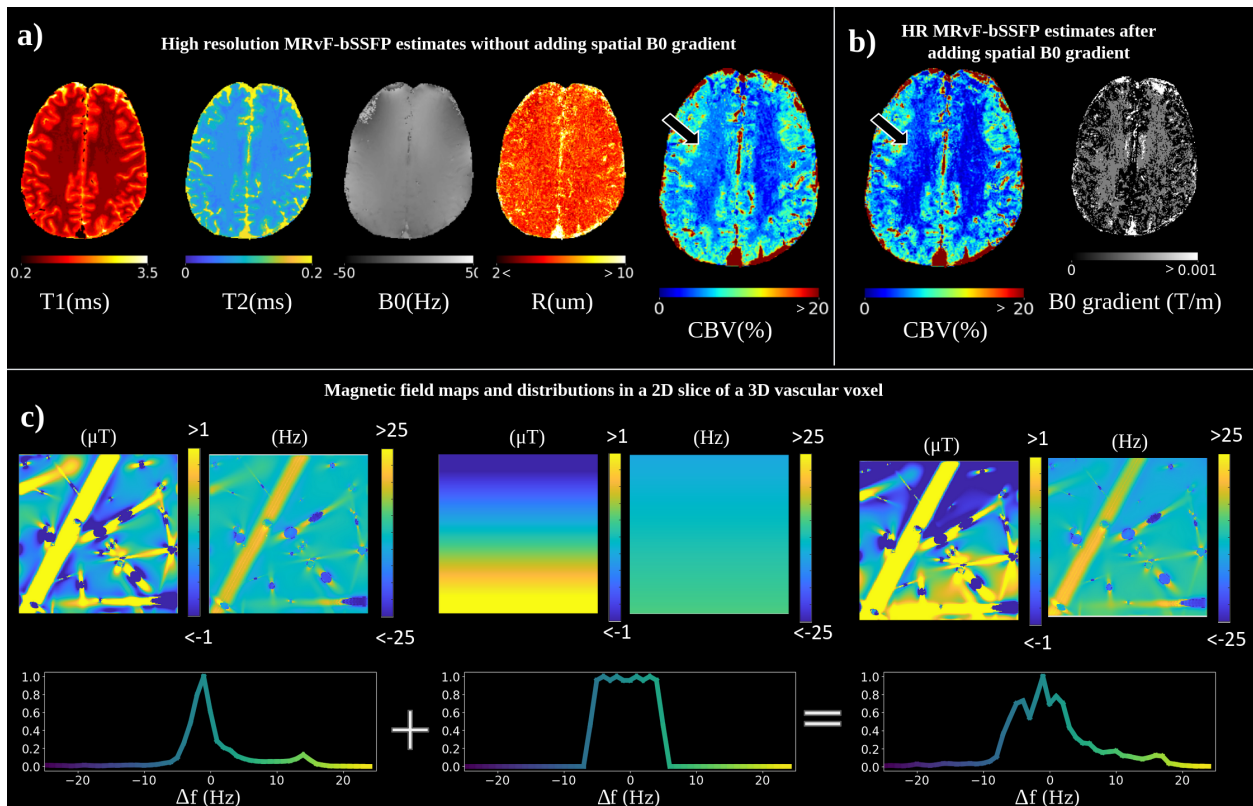 a)
High resolution MRvF-bSSFP estimates without adding spatial B0 gradient
0.2 3.5
T1(ms)
0 0.2
T2(ms)
-50 50
B0(Hz)
2< > 10
R(um)
0 > 20
CBV(%)
b)
HR MRvF-bSSFP estimates after
adding spatial B0 gradient
0 > 20
CBV(%)
0 > 0.001
B0 gradient (T/m)
Magnetic field maps and distributions in a 2D slice of a 3D vascular voxel
c)
(μT) >1 (Hz) >25
<-1 <-25
(μT) >1 (Hz) >25
<-1 <-25
(μT) >1 (Hz) >25
<-1 <-25
1.0
0.8
0.6
0.4
0.2
0.0
−20 −10 0 10 20
Δf (Hz)
+
1.0
0.8
0.6
0.4
0.2
0.0
−20 −10 0 10 20
Δf (Hz)
=
1.0
0.8
0.6
0.4
0.2
0.0
−20 −10 0 10 20
Δf (Hz)